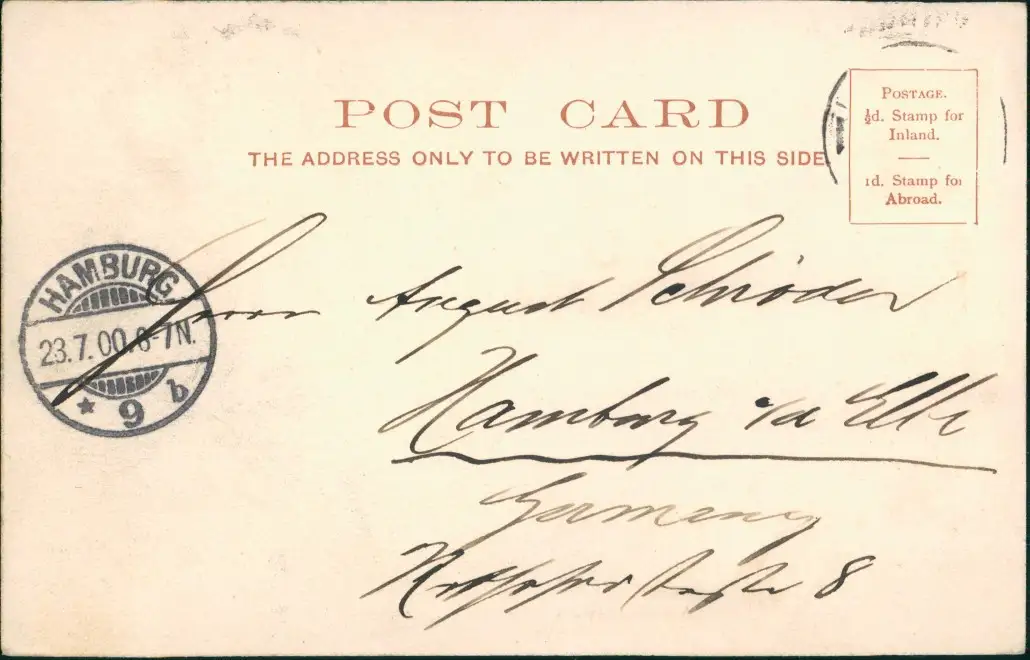 POST CARD
THE ADDRESS ONLY TO BE WRITTEN ON THIS SIDE
POSTAGE.
½d. Stamp for
Inland.
1d. Stamp for
Abroad.
HAMBURG.
23.7.00.6-7N.
* 9 b
Herrn August Schröder
Hamburg a/d Elbe
Germany
8